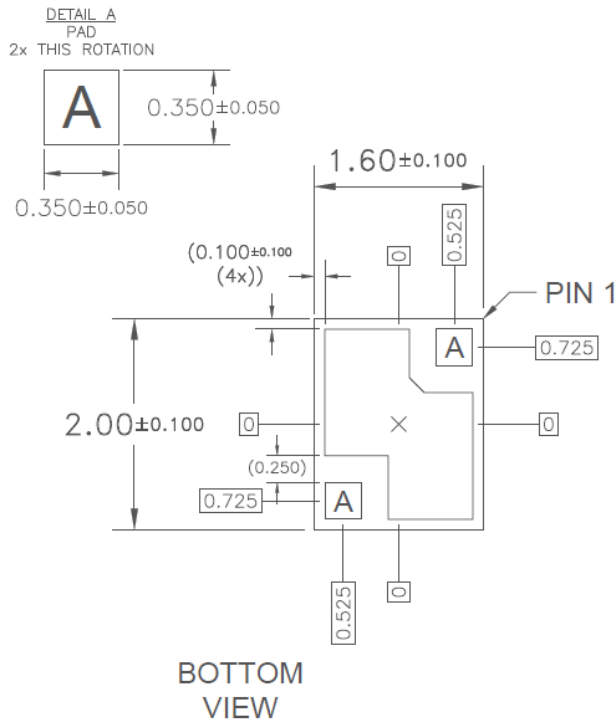 DETAIL A
PAD
2x THIS ROTATION
A
0.350±0.050
0.350±0.050
1.60±0.100
(0.100±0.100
(4x))
0
0.525
PIN 1
A
0.725
2.00±0.100
0
0
(0.250)
0.725
A
0.525
0
BOTTOM
VIEW